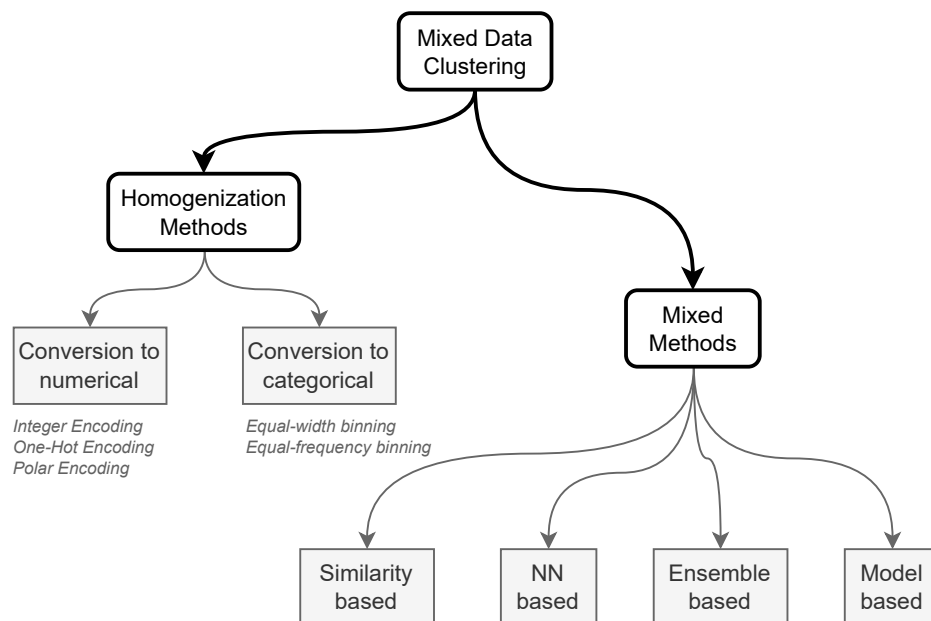 Mixed Data
Clustering
Homogenization
Methods
Mixed
Methods
Conversion to
numerical
Conversion to
categorical
Integer Encoding
One-Hot Encoding
Polar Encoding
Equal-width binning
Equal-frequency binning
Similarity
based
NN
based
Ensemble
based
Model
based